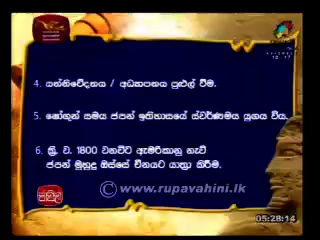 4. සන්නිවේදනය / අධ්‍යාපනය පුළුල් වීම.
5. ෂෝගුන් සමය ජපන් ඉතිහාසයේ ස්වර්ණමය යුගය විය.
6. ක්‍රි. ව. 1800 වනවිට ඇමරිකානු නැව්
ජපන් මුහුදු ඔස්සේ චීනයට යාත්‍රා කිරීම.
©www.rupavahini.lk
05:28:14